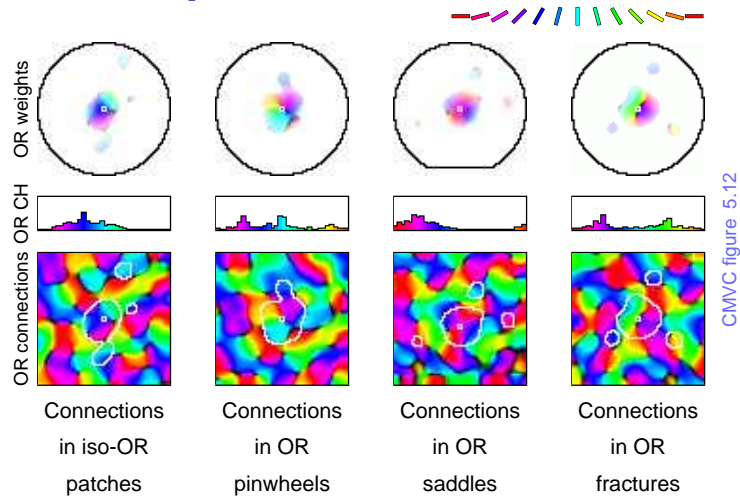 OR weights
OR CH
OR connections
Connections
in iso-OR
patches
Connections
in OR
pinwheels
Connections
in OR
saddles
Connections
in OR
fractures
CMVC figure 5.12